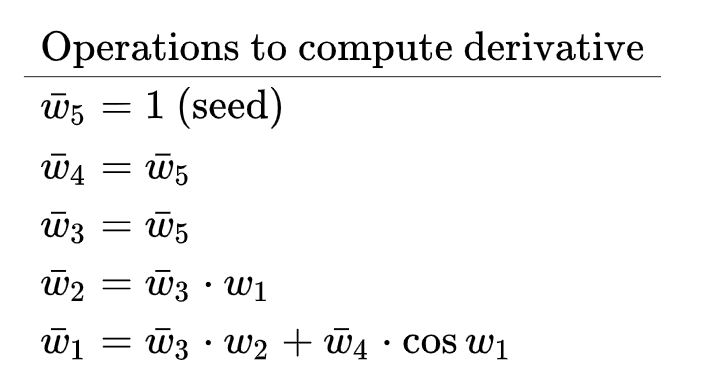 Operations to compute derivative
w̄₅ = 1 (seed)
w̄₄ = w̄₅
w̄₃ = w̄₅
w̄₂ = w̄₃ · w₁
w̄₁ = w̄₃ · w₂ + w̄₄ · cos w₁